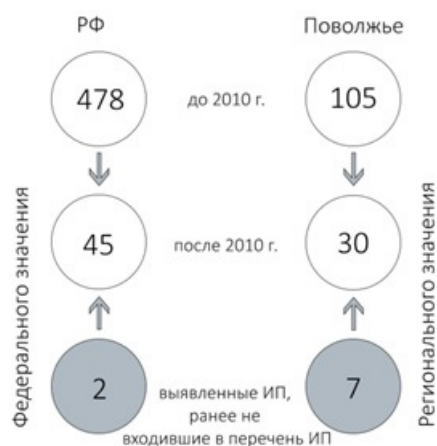 РФ
Поволжье
478
до 2010 г.
105
Федерального значения
Регионального значения
45
после 2010 г.
30
2
выявленные ИП,
ранее не
входившие в перечень ИП
7